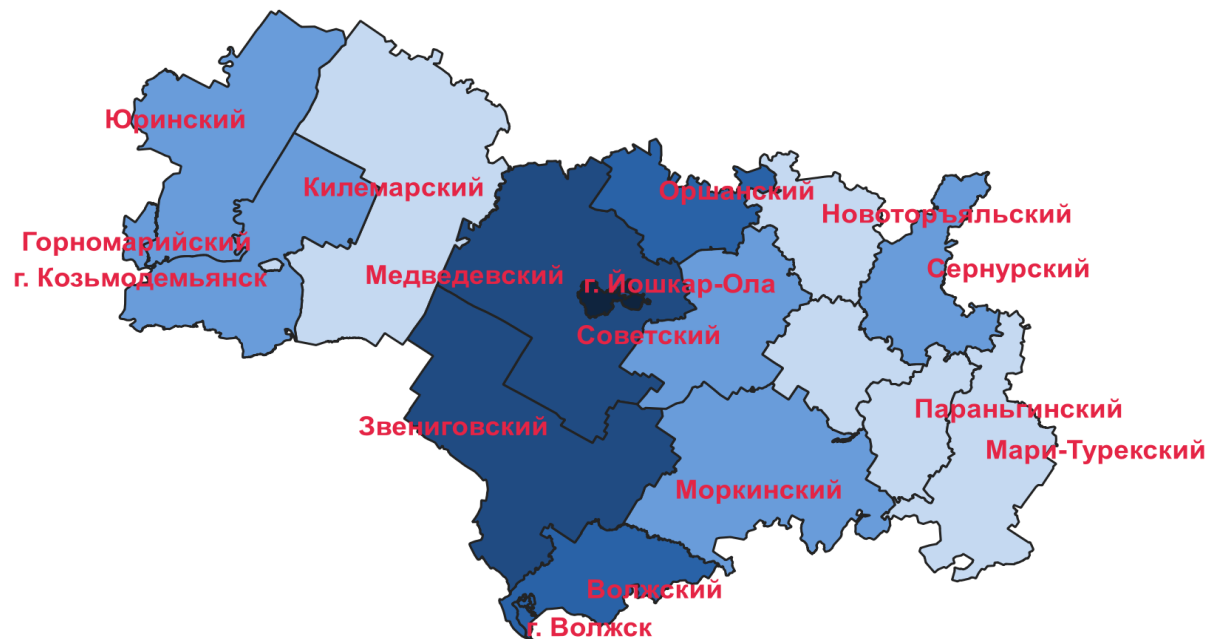 Юринский
Килемарский
Оршанский
Новоторъяльский
Горномарийский
г. Козьмодемьянск
Медведевский
г. Йошкар-Ола
Сернурский
Советский
Звениговский
Параньгинский
Мари-Турекский
Моркинский
Волжский
г. Волжск